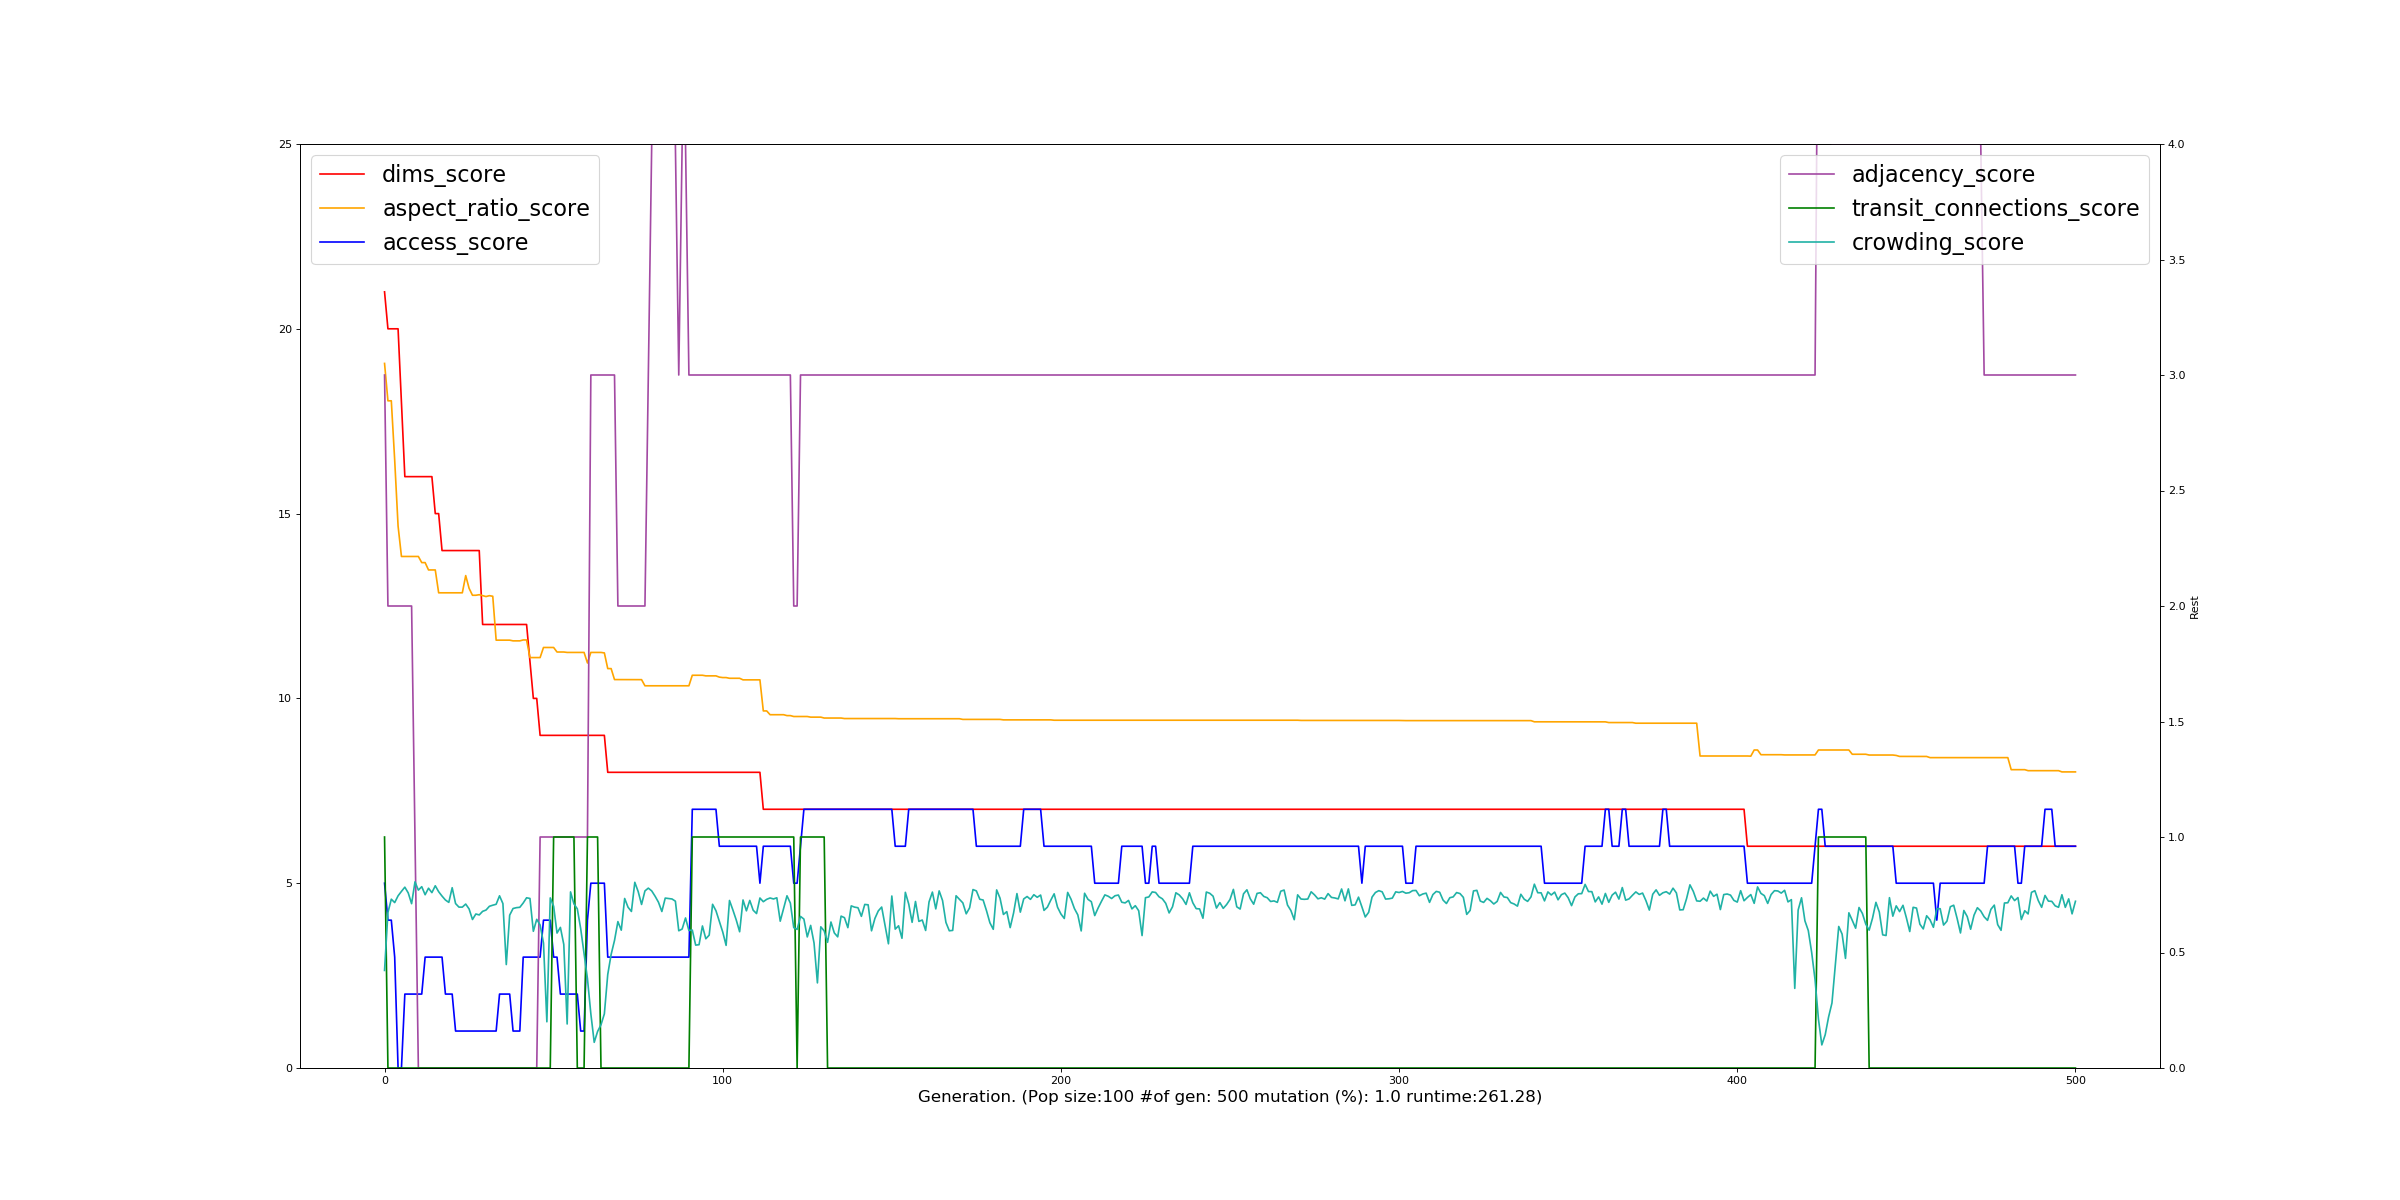 dims_score
aspect_ratio_score
access_score
adjacency_score
transit_connections_score
crowding_score
25
20
15
10
5
0
4.0
3.5
3.0
2.5
2.0
1.5
1.0
0.5
0.0
Rest
0 100 200 300 400 500
Generation. (Pop size:100 #of gen: 500 mutation (%): 1.0 runtime:261.28)